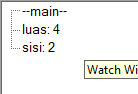 --main--
luas: 4
sisi: 2
Watch Wi